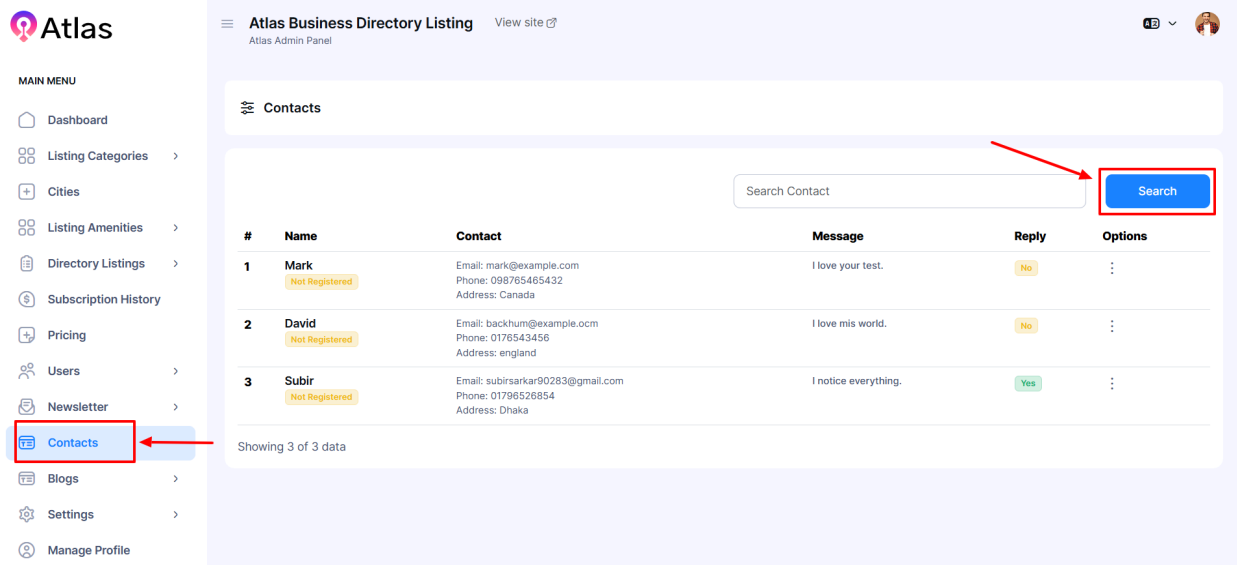 Atlas
Atlas Business Directory Listing View site
Atlas Admin Panel
MAIN MENU
Dashboard
Listing Categories
Cities
Listing Amenities
Directory Listings
Subscription History
Pricing
Users
Newsletter
Contacts
Blogs
Settings
Manage Profile
Contacts
Search Contact Search
# Name Contact Message Reply Options
1 Mark Email: mark@example.com I love your test. No
Not Registered Phone: 098765465432
Address: Canada
2 David Email: backhum@example.ocm I love mis world. No
Not Registered Phone: 0176543456
Address: england
3 Subir Email: subirsarkar90283@gmail.com I notice everything. Yes
Not Registered Phone: 01796526854
Address: Dhaka
Showing 3 of 3 data